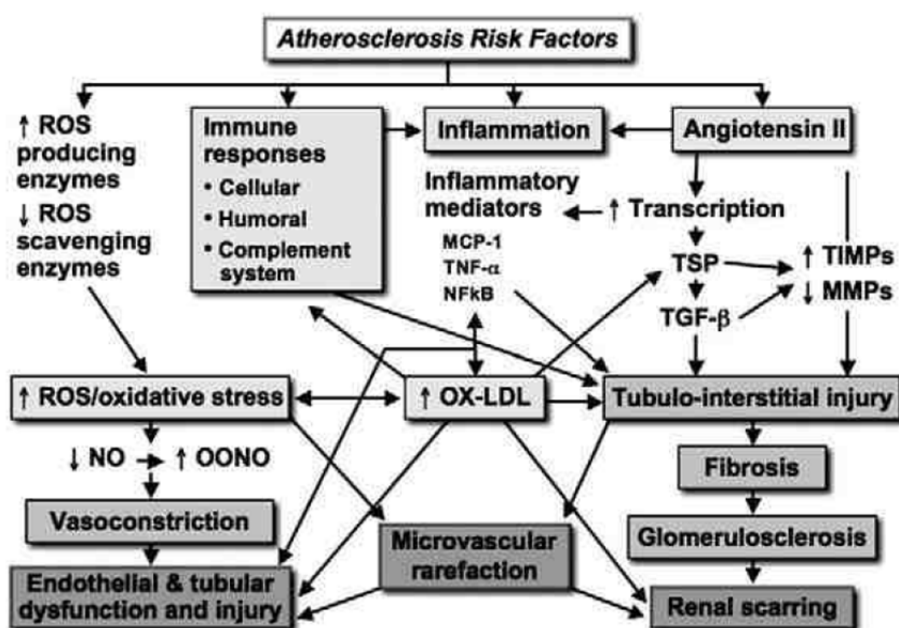 Atherosclerosis Risk Factors
↑ ROS
producing
enzymes
↓ ROS
scavenging
enzymes
Immune
responses
• Cellular
• Humoral
• Complement
system
Inflammation
Angiotensin II
Inflammatory
mediators
MCP-1
TNF-α
NFkB
↑ Transcription
TSP
TGF-β
↑ TIMPs
↓ MMPs
↑ ROS/oxidative stress
↑ OX-LDL
Tubulo-interstitial injury
↓ NO
↑ OONO
Fibrosis
Vasoconstriction
Microvascular
rarefaction
Glomerulosclerosis
Endothelial & tubular
dysfunction and injury
Renal scarring